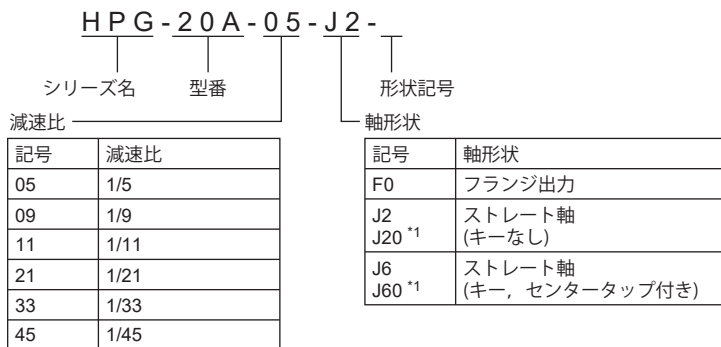 HPG-20A-05-J2-
シリーズ名 型番 形状記号
減速比 軸形状
記号 減速比
05 1/5
09 1/9
11 1/11
21 1/21
33 1/33
45 1/45
記号 軸形状
F0 フランジ出力
J2 ストレート軸
J20 *1 (キーなし)
J6 ストレート軸
J60 *1 (キー，センタータップ付き)